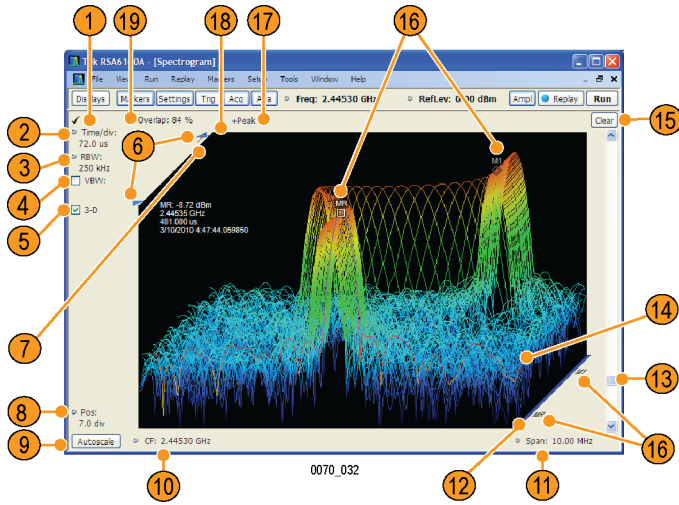 1 19 18 17 16
Tek RSA6100A - [Spectrogram]
File View Run Replay Markers Setup Tools Window Help
Displays Markers Settings Trig Acq Ana Freq: 2.44530 GHz RefLev: 0.00 dBm Ampl Replay Run
Overlap: 84 % +Peak Clear 15
2 Time/div:
72.0 us
6
3 RBW:
250 kHz
4 VBW:
5 3-D
M1
MR
MR: -8.72 dBm
2.44535 GHz
481.080 us
3/10/2010 4:47:44.059850
7
14
13
M1
8 Pos:
7.0 div
MR
16
9 Autoscale CF: 2.44530 GHz Span: 10.00 MHz
10 12 11
0070_032